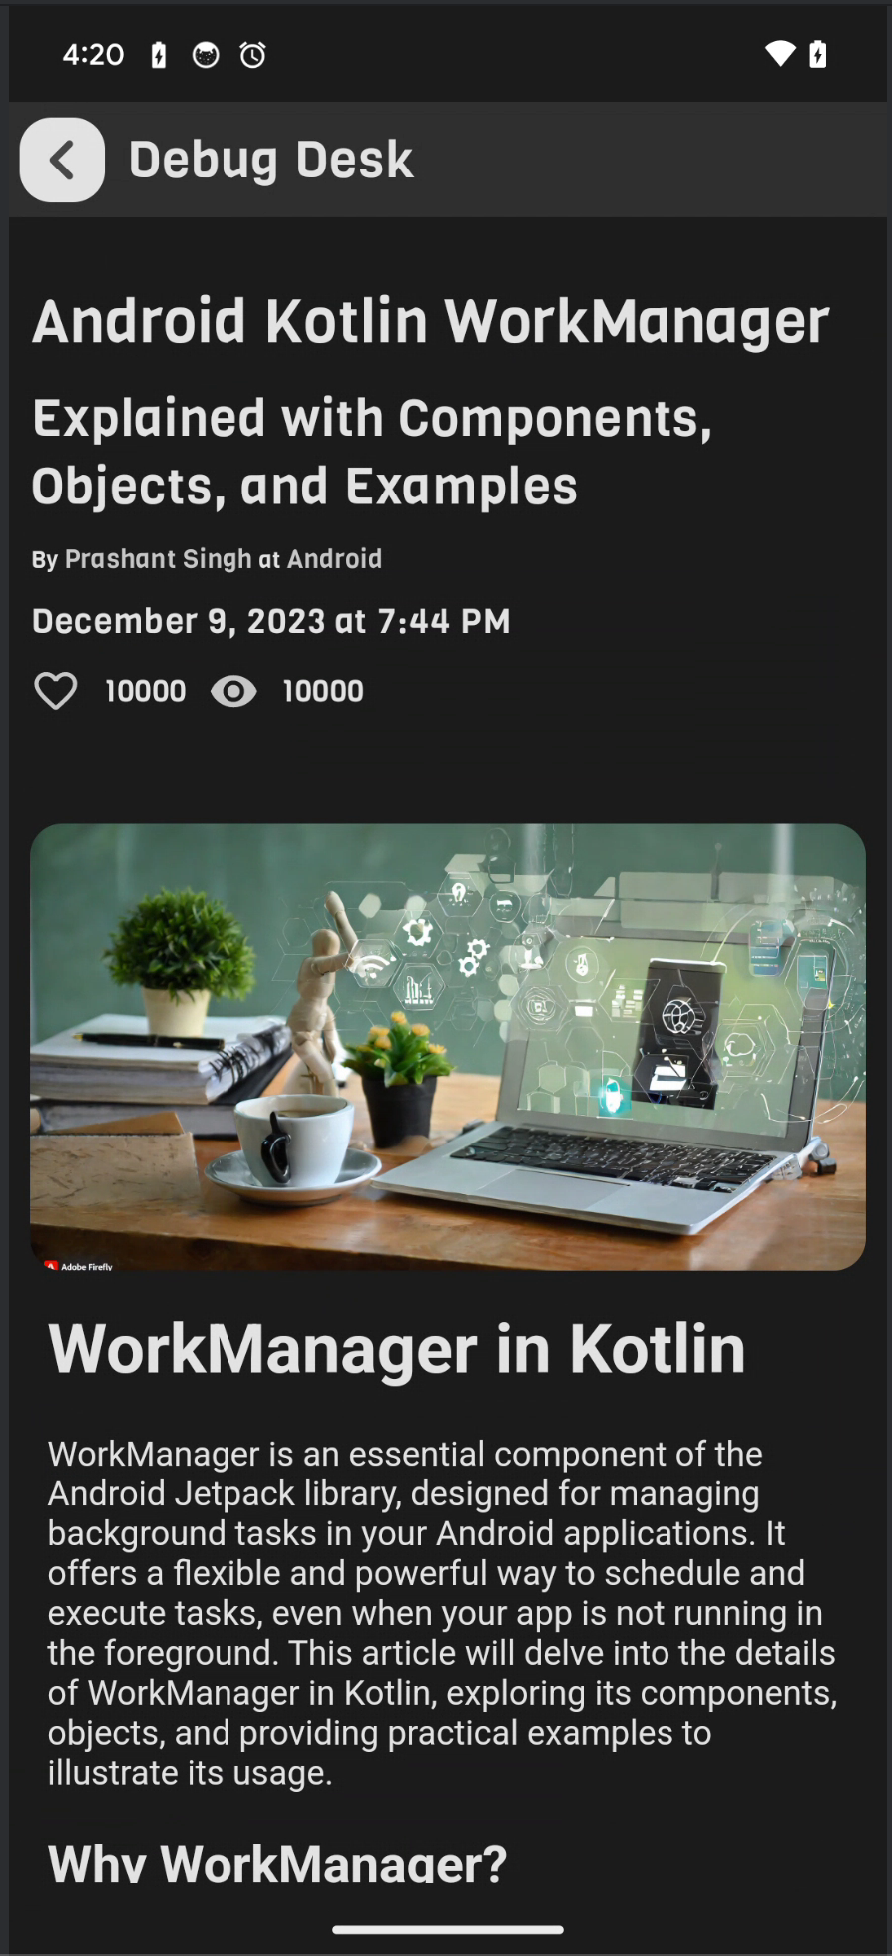 4:20
Debug Desk
Android Kotlin WorkManager
Explained with Components,
Objects, and Examples
By Prashant Singh at Android
December 9, 2023 at 7:44 PM
10000 10000
Adobe Firefly
WorkManager in Kotlin
WorkManager is an essential component of the
Android Jetpack library, designed for managing
background tasks in your Android applications. It
offers a flexible and powerful way to schedule and
execute tasks, even when your app is not running in
the foreground. This article will delve into the details
of WorkManager in Kotlin, exploring its components,
objects, and providing practical examples to
illustrate its usage.
Why WorkManager?